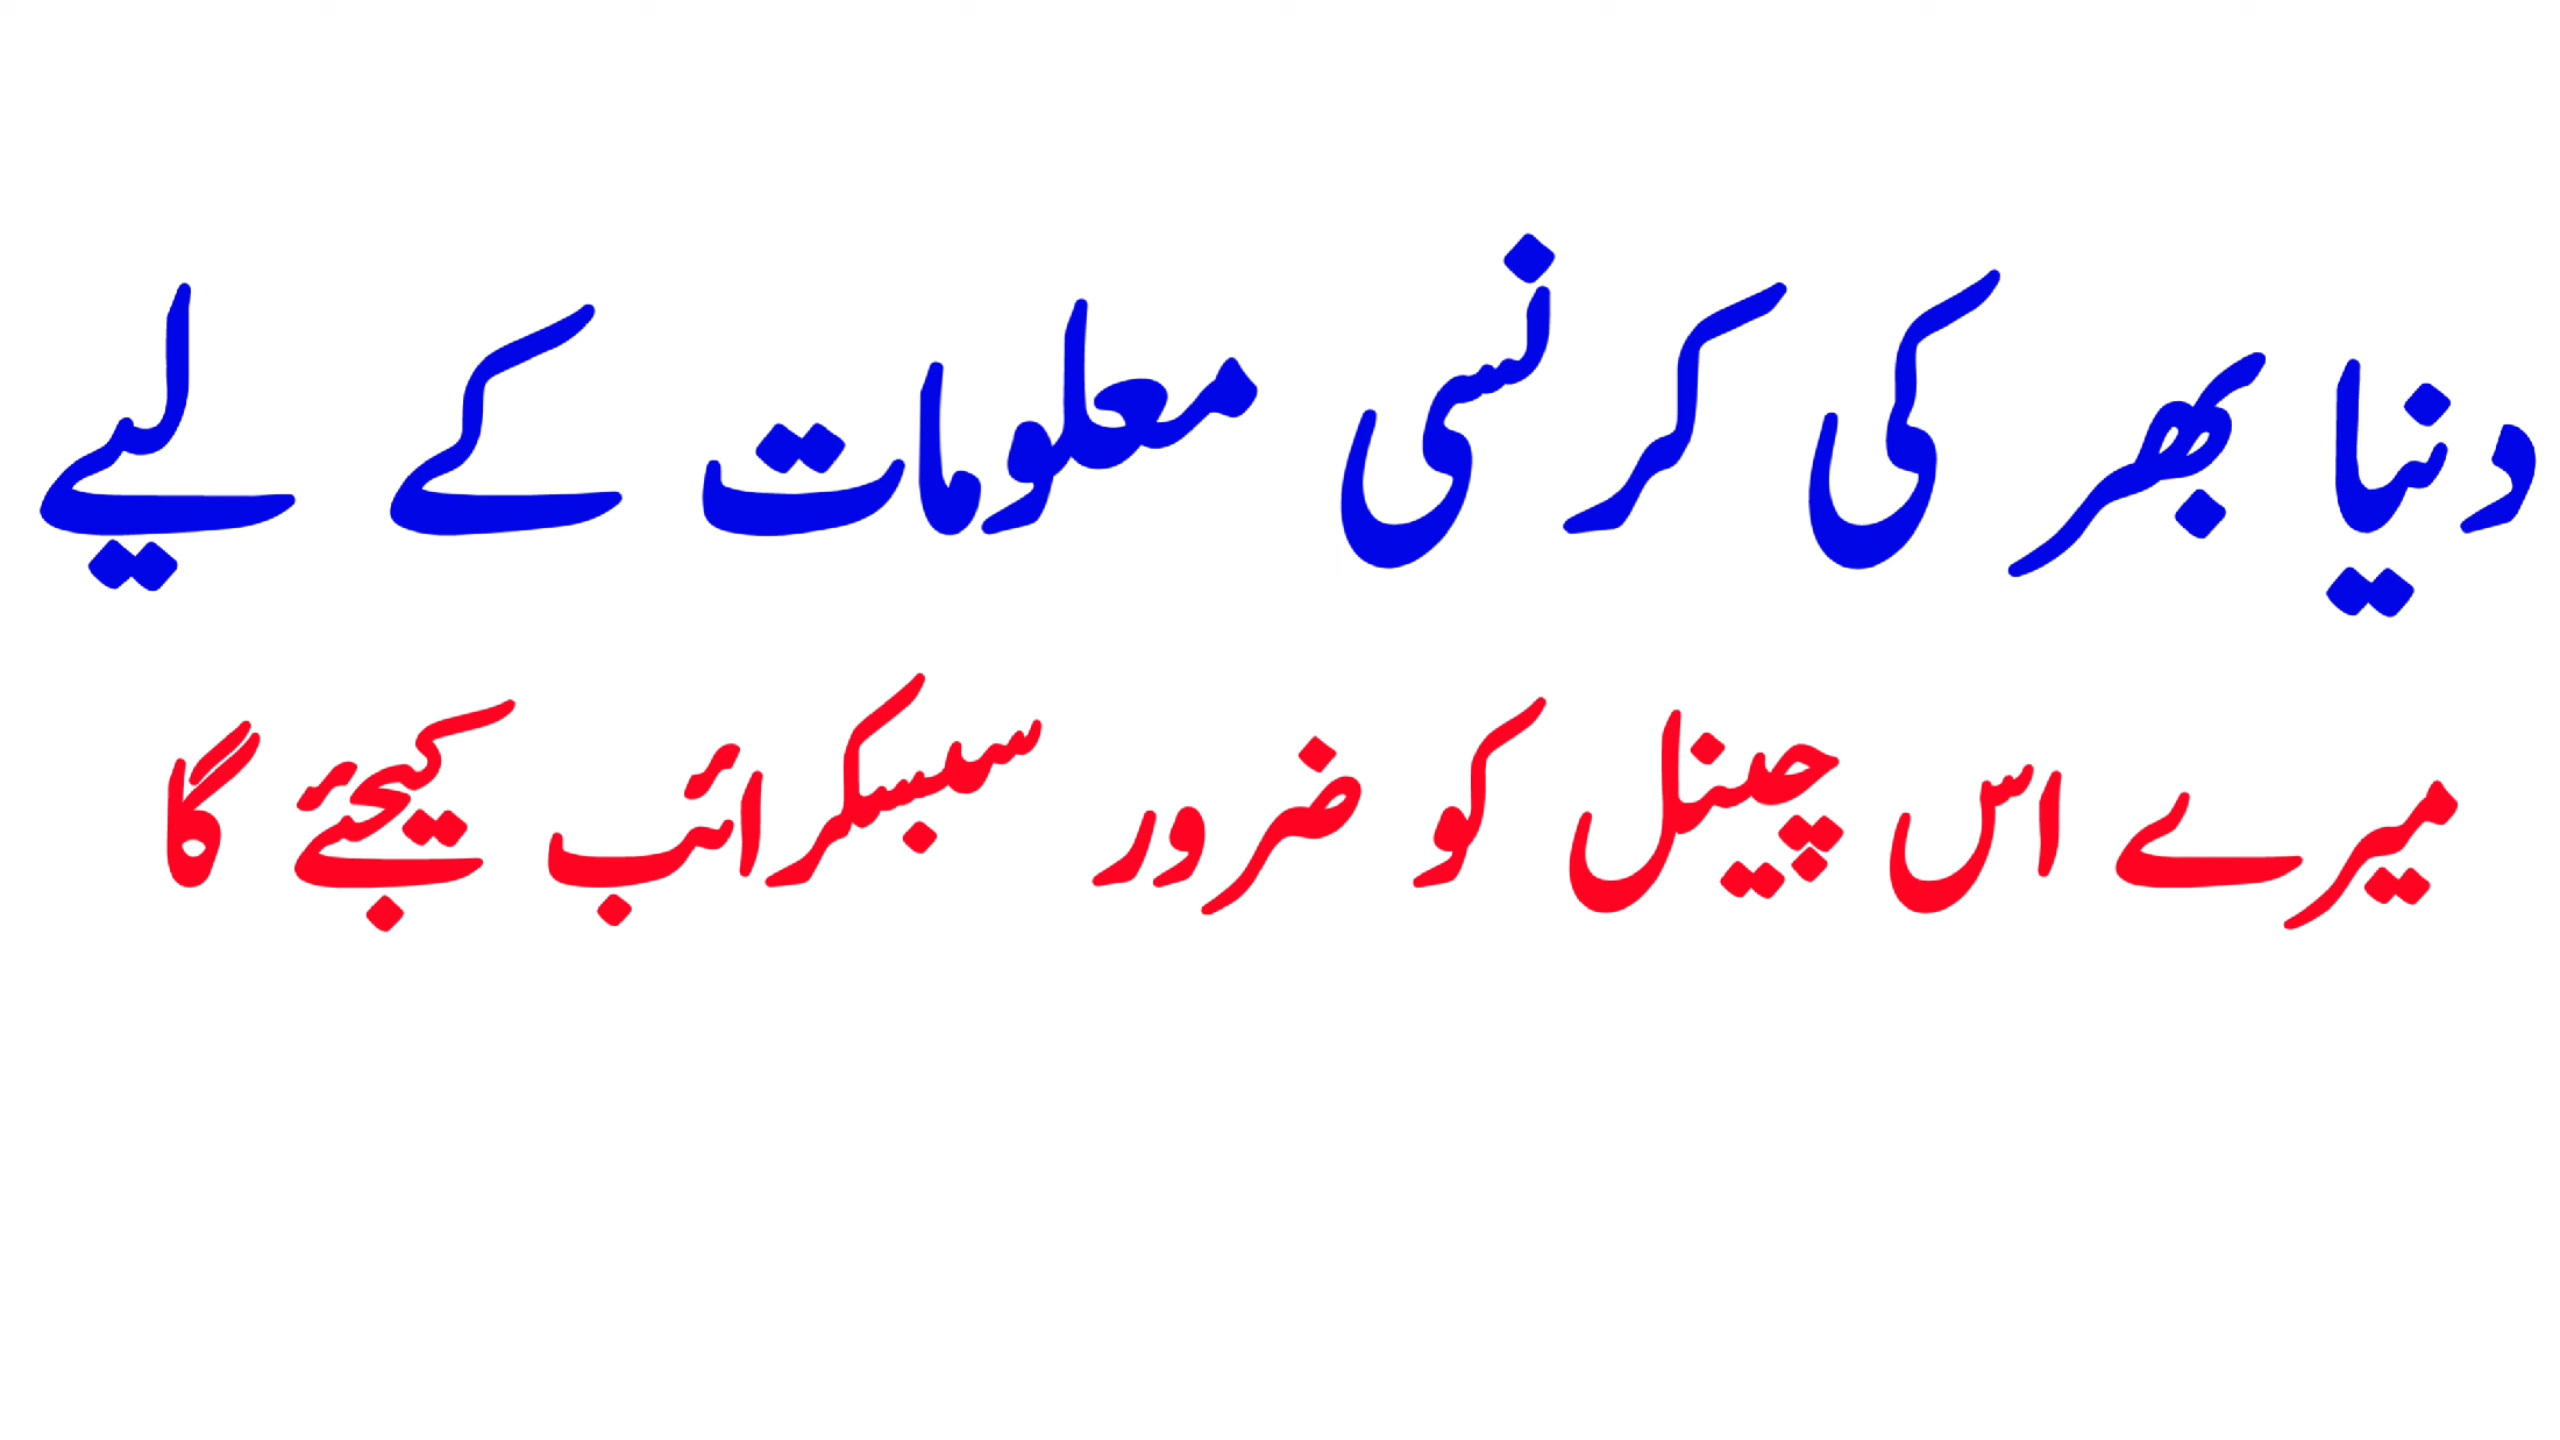 دنیا بھر کی کرنسی معلومات کے لیے
میرے اس چینل کو ضرور سبسکرائب کیجئے گا